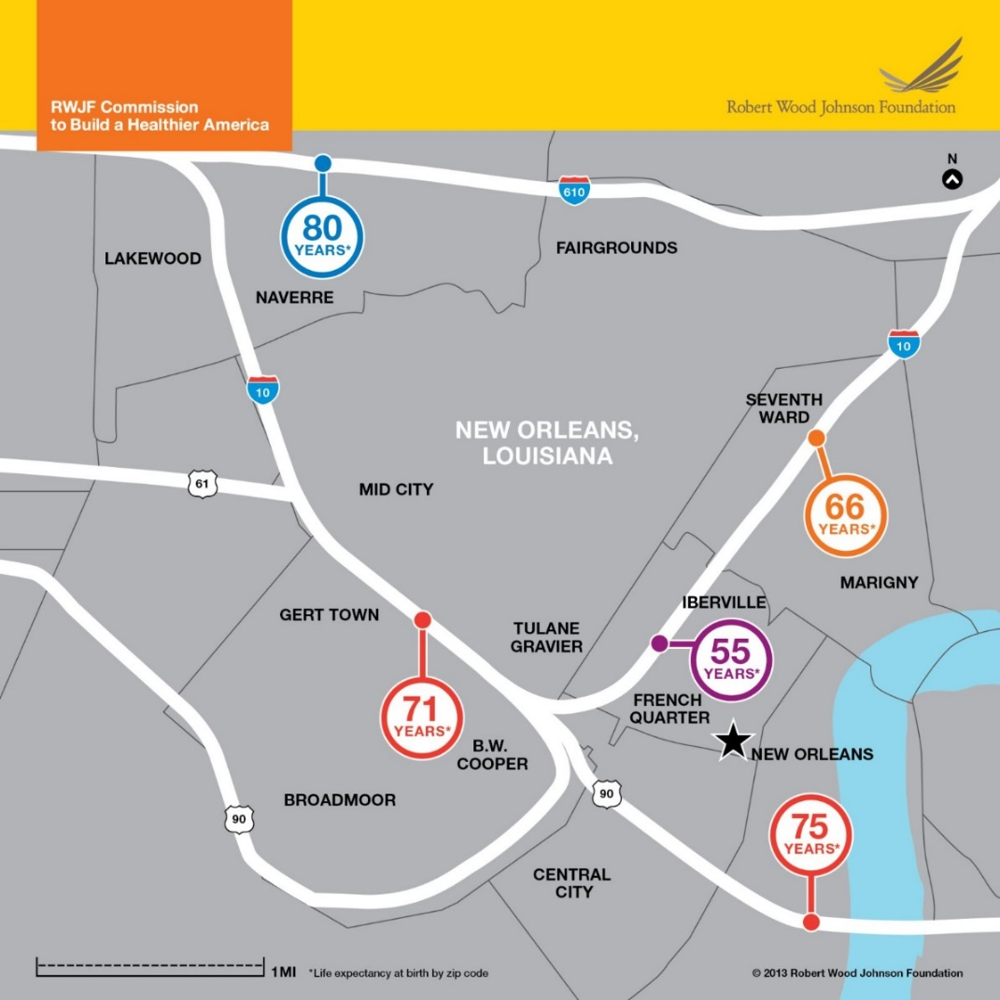 RWJF Commission
to Build a Healthier America
Robert Wood Johnson Foundation
N
610
80
YEARS*
LAKEWOOD
FAIRGROUNDS
NAVERRE
10
10
SEVENTH
WARD
NEW ORLEANS,
LOUISIANA
61
MID CITY
66
YEARS*
MARIGNY
IBERVILLE
GERT TOWN
TULANE
GRAVIER
55
YEARS*
FRENCH
QUARTER
71
YEARS*
B.W.
COOPER
NEW ORLEANS
BROADMOOR
90
90
75
YEARS*
CENTRAL
CITY
1 MI
*Life expectancy at birth by zip code
© 2013 Robert Wood Johnson Foundation